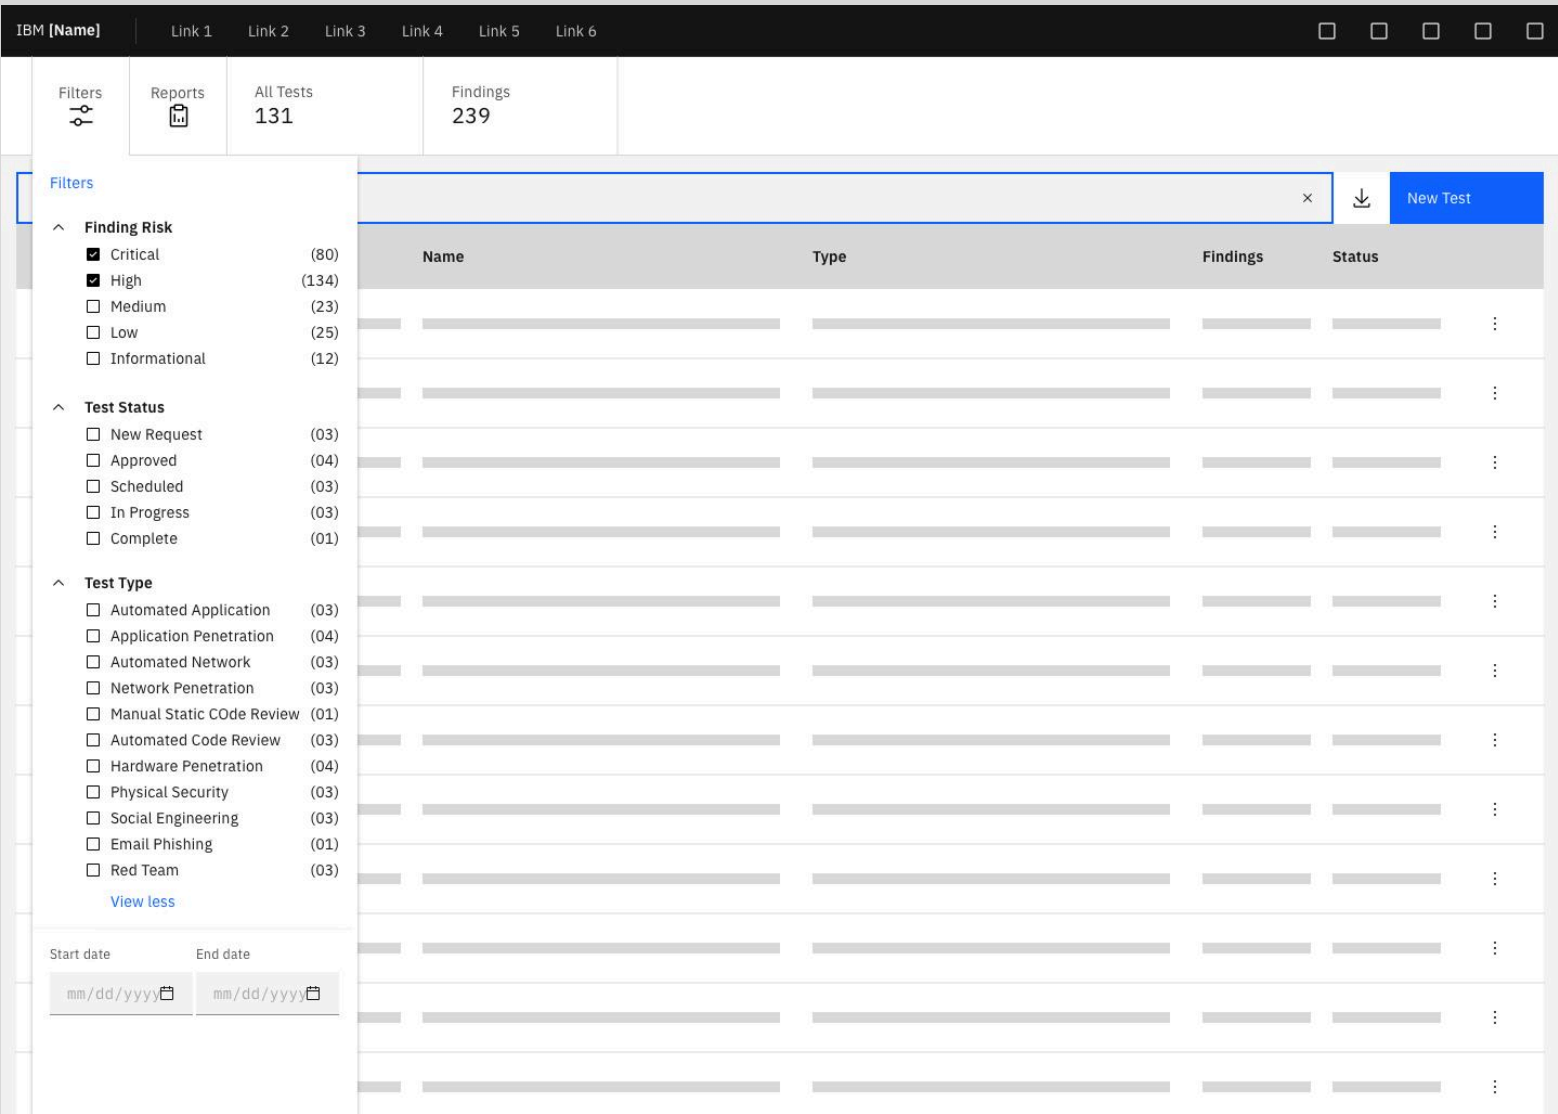 IBM [Name] Link 1 Link 2 Link 3 Link 4 Link 5 Link 6
Filters Reports All Tests Findings
131 239
Filters
New Test
Finding Risk
Critical (80)
High (134)
Medium (23)
Low (25)
Informational (12)
Name Type Findings Status
Test Status
New Request (03)
Approved (04)
Scheduled (03)
In Progress (03)
Complete (01)
Test Type
Automated Application (03)
Application Penetration (04)
Automated Network (03)
Network Penetration (03)
Manual Static COde Review (01)
Automated Code Review (03)
Hardware Penetration (04)
Physical Security (03)
Social Engineering (03)
Email Phishing (01)
Red Team (03)
View less
Start date End date
mm/dd/yyyy mm/dd/yyyy